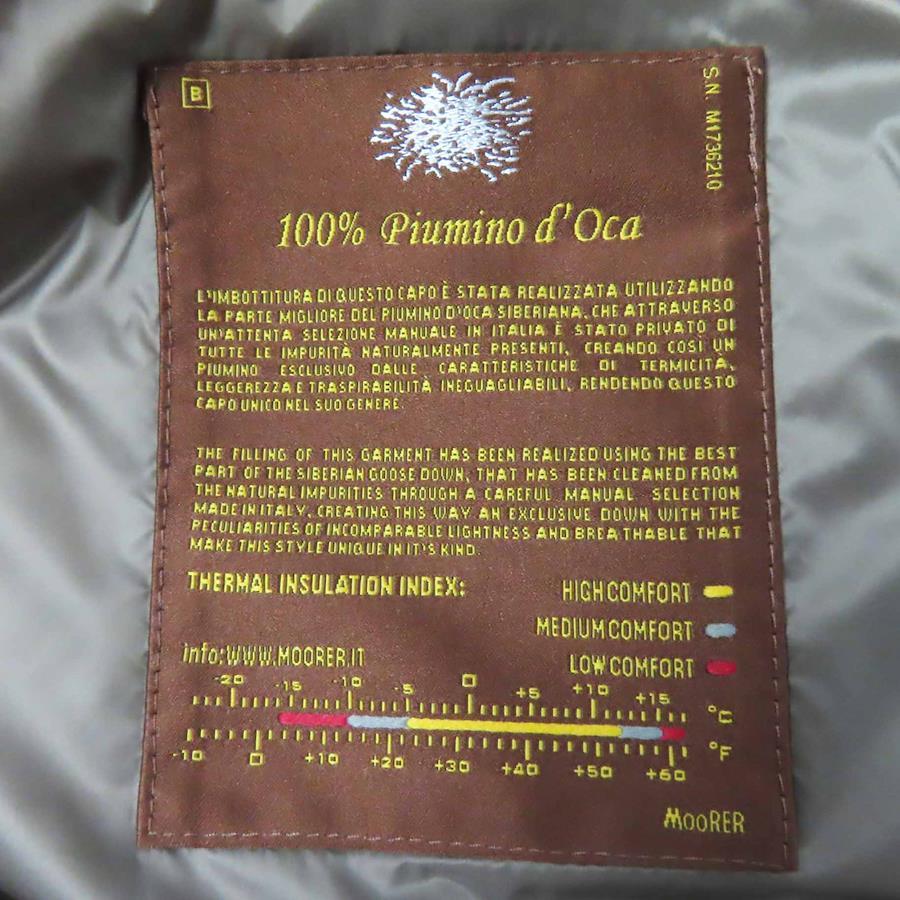 B
S.N. M1736210
100% Piumino d'Oca
L'IMBOTTITURA DI QUESTO CAPO È STATA REALIZZATA UTILIZZANDO
LA PARTE MIGLIORE DEL PIUMINO D'OCA SIBERIANA, CHE ATTRAVERSO
UN'ATTENTA SELEZIONE MANUALE IN ITALIA È STATO PRIVATO DI
TUTTE LE IMPURITÀ NATURALMENTE PRESENTI, CREANDO COSÌ UN
PIUMINO ESCLUSIVO DALLE CARATTERISTICHE DI TERMICITÀ,
LEGGEREZZA E TRASPIRABILITÀ INEGUAGLIABILI, RENDENDO QUESTO
CAPO UNICO NEL SUO GENERE.
THE FILLING OF THIS GARMENT HAS BEEN REALIZED USING THE BEST
PART OF THE SIBERIAN GOOSE DOWN, THAT HAS BEEN CLEANED FROM
THE NATURAL IMPURITIES THROUGH A CAREFUL MANUAL SELECTION
MADE IN ITALY, CREATING THIS WAY AN EXCLUSIVE DOWN WITH THE
PECULIARITIES OF INCOMPARABLE LIGHTNESS AND BREATHABLE THAT
MAKE THIS STYLE UNIQUE IN IT'S KIND.
THERMAL INSULATION INDEX:
HIGH COMFORT
MEDIUM COMFORT
LOW COMFORT
info:WWW.MOORER.IT
-20 -15 -10 -5 0 +5 +10 +15 °C
-10 0 +10 +20 +30 +40 +50 +60 °F
MOORER